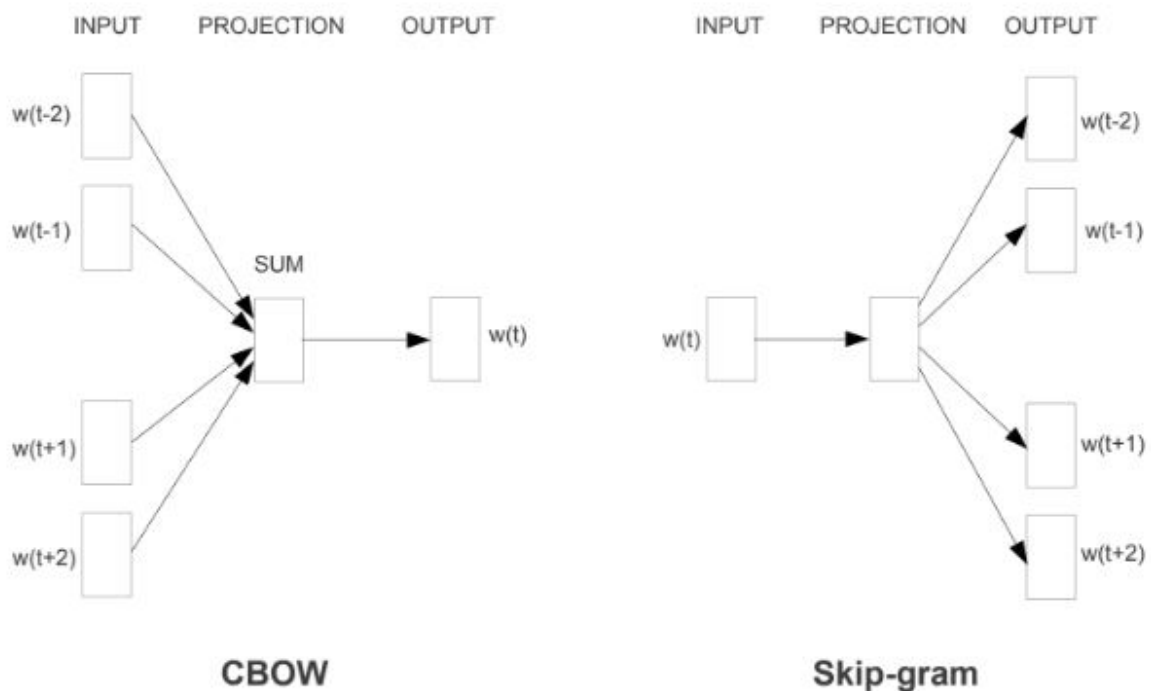 INPUT PROJECTION OUTPUT
w(t-2)
w(t-1)
SUM
w(t)
w(t+1)
w(t+2)
CBOW
INPUT PROJECTION OUTPUT
w(t-2)
w(t-1)
w(t)
w(t+1)
w(t+2)
Skip-gram